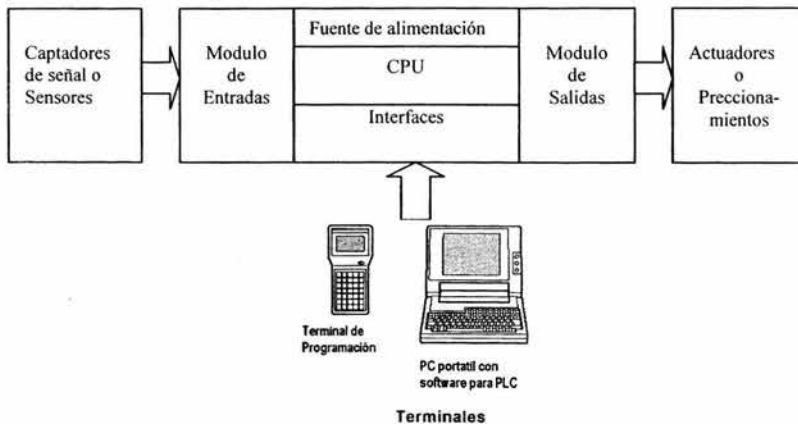 Captadores
de señal o
Sensores
Modulo
de
Entradas
Fuente de alimentación
CPU
Interfaces
Modulo
de
Salidas
Actuadores
o
Preccciona-
mientos
Terminal de
Programación
PC portatil con
software para PLC
Terminales